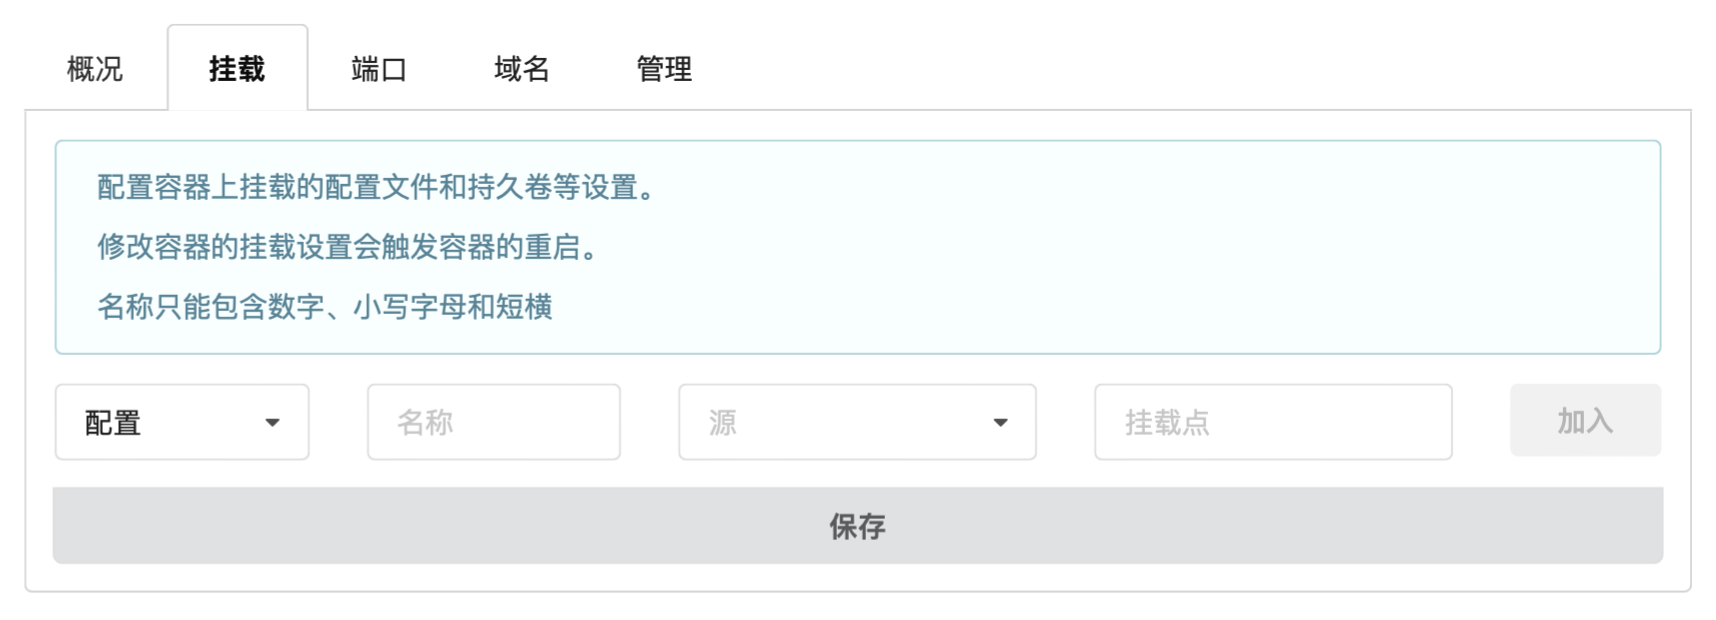 概况 挂载 端口 域名 管理
配置容器上挂载的配置文件和持久卷等设置。
修改容器的挂载设置会触发容器的重启。
名称只能包含数字、小写字母和短横
配置 名称 源 挂载点 加入
保存